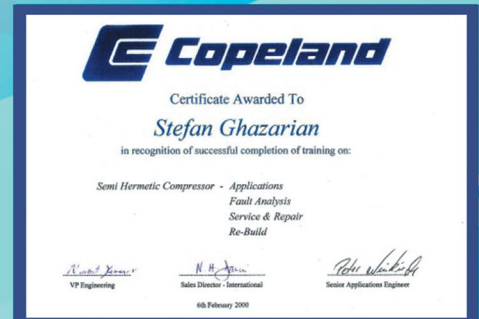 Copeland
Certificate Awarded To
Stefan Ghazarian
in recognition of successful completion of training on:
Semi Hermetic Compressor - Applications
Fault Analysis
Service & Repair
Re-Build
VP Engineering
Sales Director - International
Senior Applications Engineer
6th February 2000